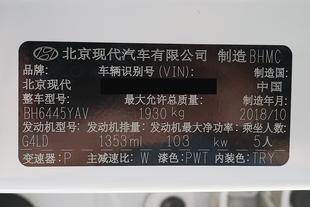 北京现代汽车有限公司 制造 BHMC
品牌: 车辆识别号(VIN): 制造国:
北京现代 中国
整车型号: 最大允许总质量: 制造年月:
BH6445YAV 1930 kg 2018/10
发动机型号: 发动机排量: 发动机最大净功率: 乘坐人数:
G4LD 1353ml 103 kw 5人
变速器: P 主减速比: W 漆色: PWT 内装色: TRY